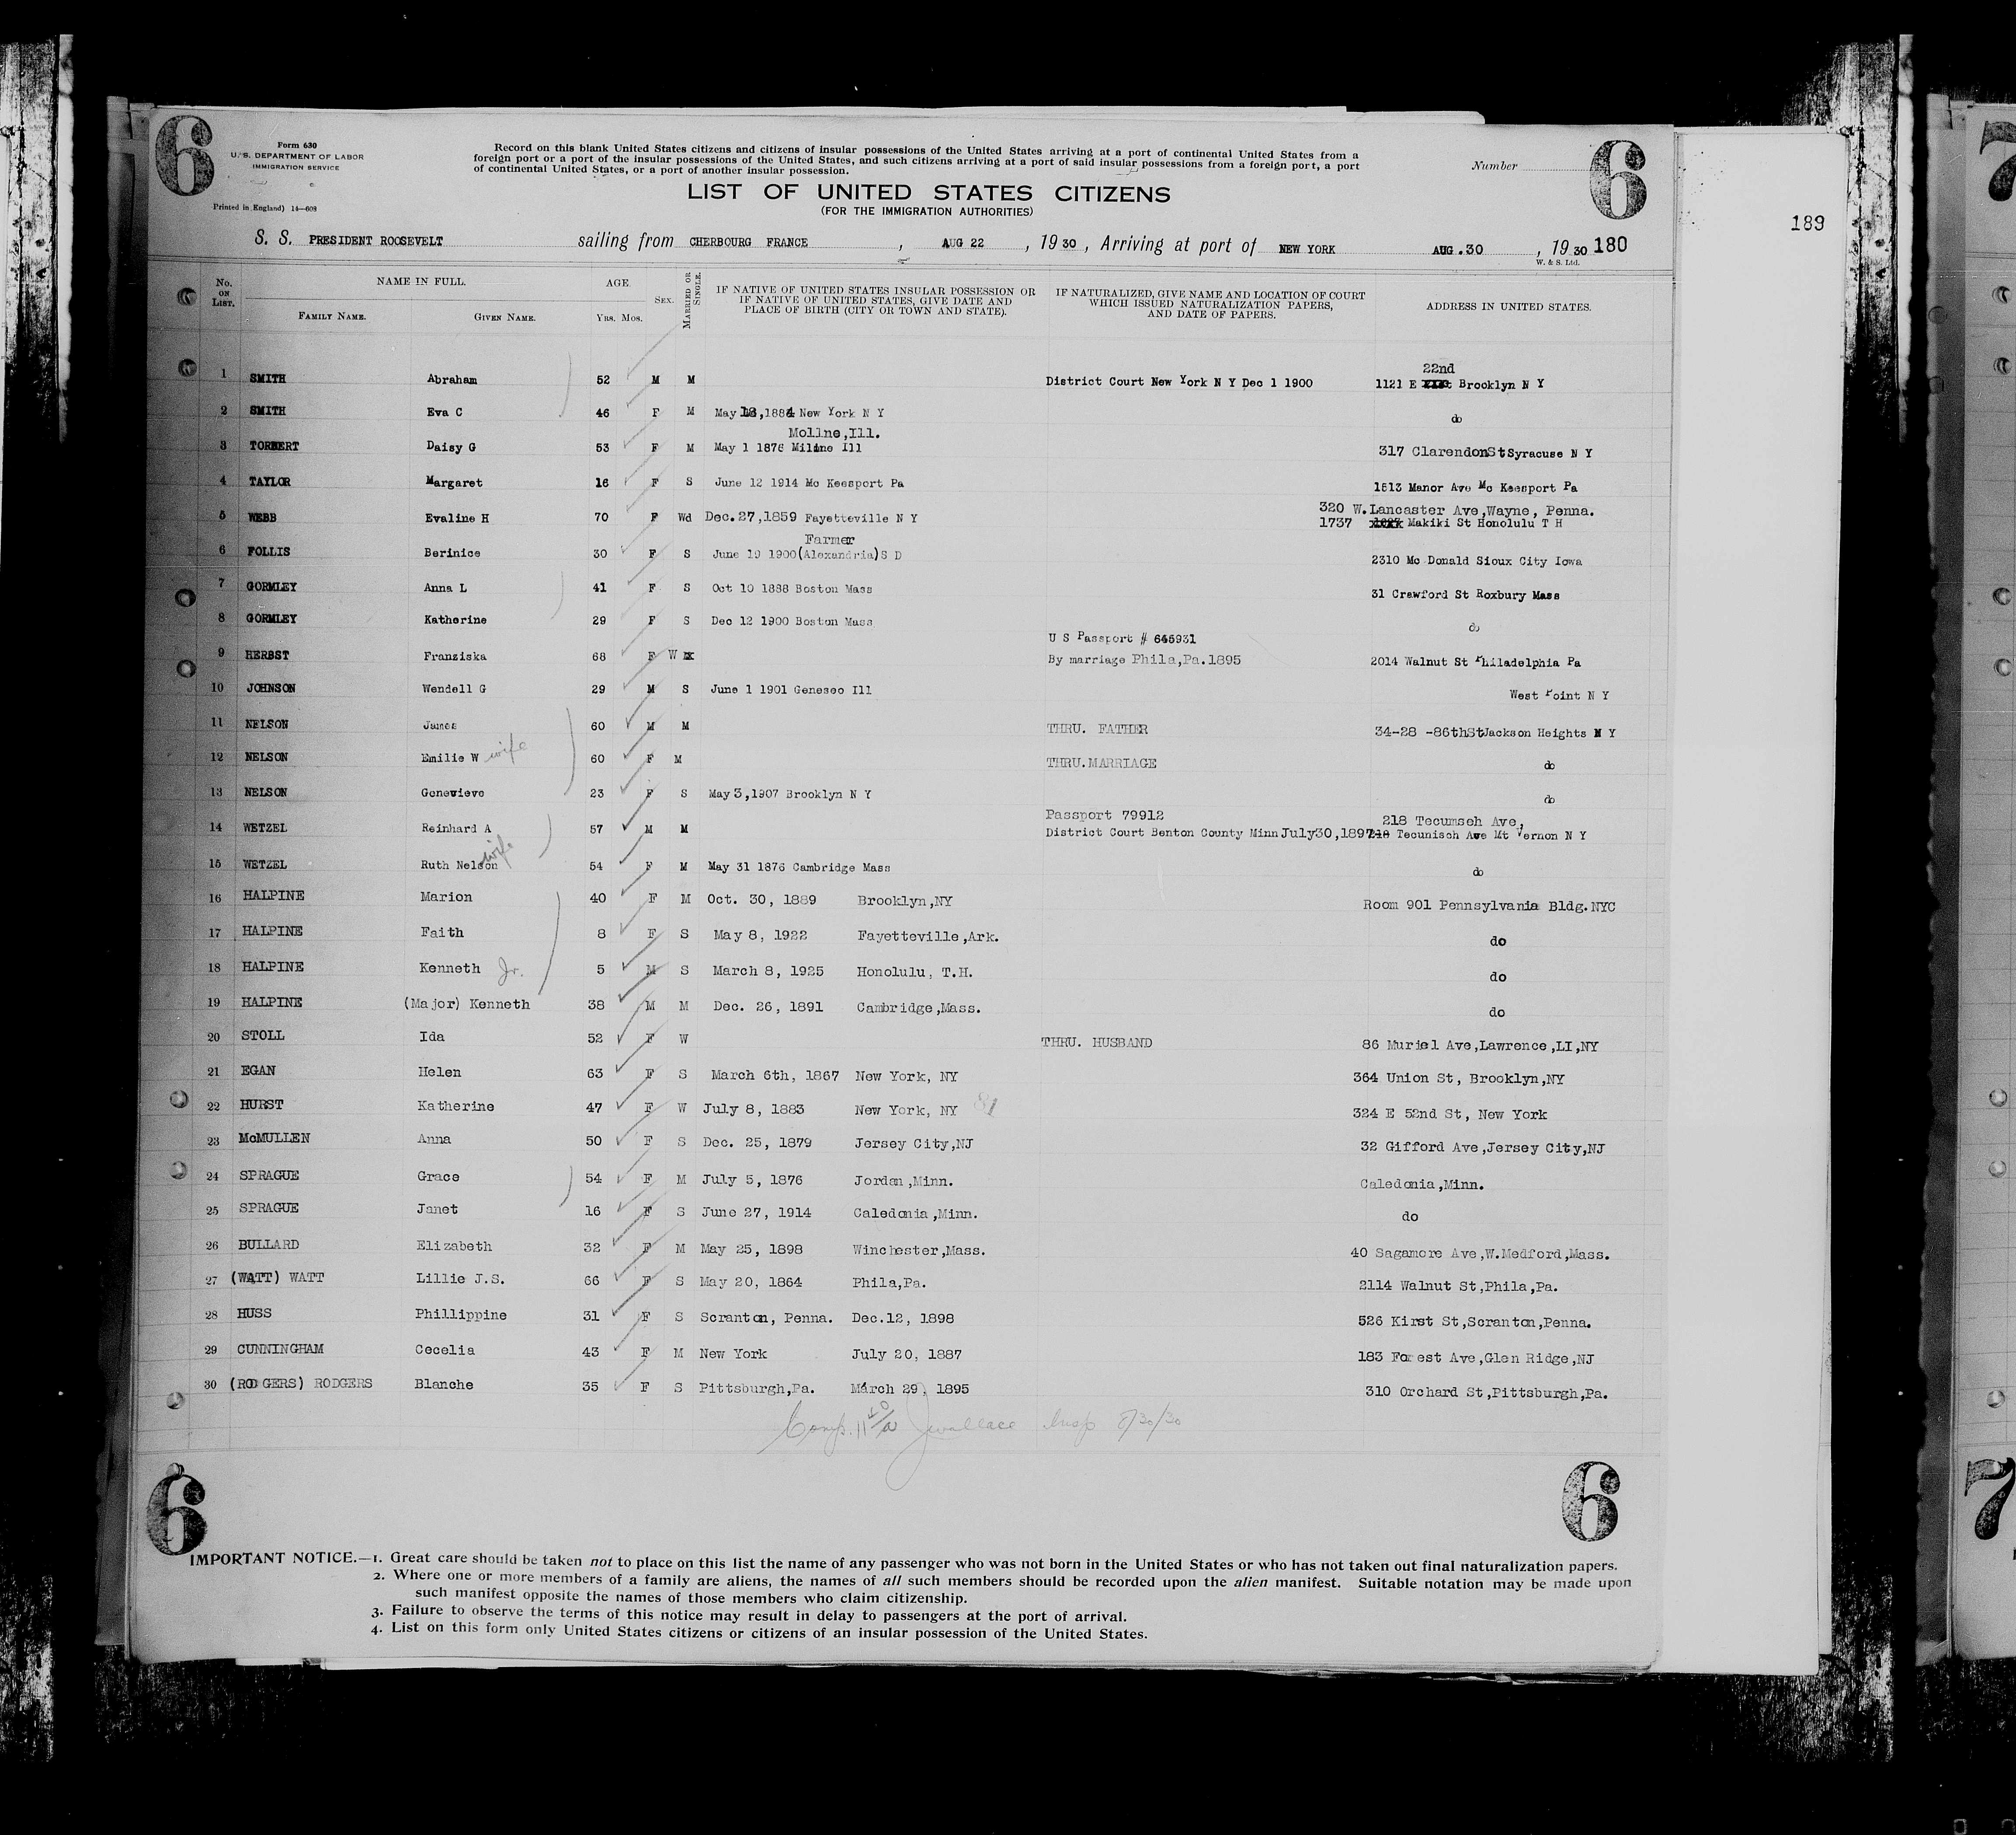 6
Form 630
U. S. DEPARTMENT OF LABOR
IMMIGRATION SERVICE
Printed in England) 14—608
Record on this blank United States citizens and citizens of insular possessions of the United States arriving at a port of continental United States from a
foreign port or a port of the insular possessions of the United States, and such citizens arriving at a port of said insular possessions from a foreign port, a port
of continental United States, or a port of another insular possession.
Number
6
7
LIST OF UNITED STATES CITIZENS
(FOR THE IMMIGRATION AUTHORITIES)
189
S. S. PRESIDENT ROOSEVELT sailing from CHERBOURG FRANCE, AUG 22, 1930, Arriving at port of NEW YORK AUG.30, 1930 180
W. & S. Ltd.
No. ON LIST. NAME IN FULL. FAMILY NAME. GIVEN NAME. AGE. YRS. MOS. SEX. MARRIED OR SINGLE. IF NATIVE OF UNITED STATES INSULAR POSSESSION OR IF NATIVE OF UNITED STATES, GIVE DATE AND PLACE OF BIRTH (CITY OR TOWN AND STATE). IF NATURALIZED, GIVE NAME AND LOCATION OF COURT WHICH ISSUED NATURALIZATION PAPERS, AND DATE OF PAPERS. ADDRESS IN UNITED STATES.
22nd
1 SMITH Abraham 52 M M District Court New York N Y Dec 1 1900 1121 E Brooklyn N Y
2 SMITH Eva C 46 F M May 18,1884 New York N Y do
Moline,Ill.
3 TORBERT Daisy G 53 F M May 1 1876 Miline Ill 317 ClarendonSt Syracuse N Y
4 TAYLOR Margaret 16 F S June 12 1914 Mc Keesport Pa 1513 Manor Ave Mc Keesport Pa
320 W.Lancaster Ave,Wayne, Penna.
5 WEBB Evaline H 70 F Wd Dec.27,1859 Fayetteville N Y 1737 Makiki St Honolulu T H
Farmer
6 FOLLIS Berinice 30 F S June 19 1900(Alexandria)S D 2310 Mc Donald Sioux City Iowa
7 GORMLEY Anna L 41 F S Oct 10 1888 Boston Mass 31 Crawford St Roxbury Mass
8 GORMLEY Katherine 29 F S Dec 12 1900 Boston Mass do
U S Passport # 645931
9 HERBST Franziska 68 F W By marriage Phila,Pa.1895 2014 Walnut St Philadelphia Pa
10 JOHNSON Wendell G 29 M S June 1 1901 Geneseo Ill West Point N Y
11 NELSON James 60 M M THRU. FATHER 34-28 -86thStJackson Heights N Y
12 NELSON Emilie W wife 60 F M THRU.MARRIAGE do
13 NELSON Genevieve 23 F S May 3,1907 Brooklyn N Y do
Passport 79912 218 Tecumseh Ave,
14 WETZEL Reinhard A 57 M M District Court Benton County Minn July30,1897 218 Tecunisch Ave Mt Vernon N Y
15 WETZEL Ruth Nelson wife 54 F M May 31 1876 Cambridge Mass do
16 HALPINE Marion 40 F M Oct. 30, 1889 Brooklyn,NY Room 901 Pennsylvania Bldg.NYC
17 HALPINE Faith 8 F S May 8, 1922 Fayetteville,Ark. do
18 HALPINE Kenneth Jr. 5 M S March 8, 1925 Honolulu, T.H. do
19 HALPINE (Major) Kenneth 38 M M Dec. 26, 1891 Cambridge,Mass. do
20 STOLL Ida 52 F W THRU. HUSBAND 86 Muriel Ave,Lawrence,LI,NY
21 EGAN Helen 63 F S March 6th, 1867 New York, NY 364 Union St, Brooklyn,NY
22 HURST Katherine 47 F W July 8, 1883 New York, NY 81 324 E 52nd St, New York
23 McMULLEN Anna 50 F S Dec. 25, 1879 Jersey City,NJ 32 Gifford Ave,Jersey City,NJ
24 SPRAGUE Grace 54 F M July 5, 1876 Jordan,Minn. Caledonia,Minn.
25 SPRAGUE Janet 16 F S June 27, 1914 Caledonia,Minn. do
26 BULLARD Elizabeth 32 F M May 25, 1898 Winchester,Mass. 40 Sagamore Ave,W.Medford,Mass.
27 (WATT) WATT Lillie J.S. 66 F S May 20, 1864 Phila,Pa. 2114 Walnut St,Phila,Pa.
28 HUSS Phillippine 31 F S Scranton, Penna. Dec.12, 1898 526 Kirst St,Scranton,Penna.
29 CUNNINGHAM Cecelia 43 F M New York July 20, 1887 183 Forest Ave,Glen Ridge,NJ
30 (RODGERS) RODGERS Blanche 35 F S Pittsburgh,Pa. March 29, 1895 310 Orchard St,Pittsburgh,Pa.
Comp. 11 40/a Jwallace Insp 8/30/30
6
6
7
IMPORTANT NOTICE.—1. Great care should be taken not to place on this list the name of any passenger who was not born in the United States or who has not taken out final naturalization papers.
2. Where one or more members of a family are aliens, the names of all such members should be recorded upon the alien manifest. Suitable notation may be made upon
such manifest opposite the names of those members who claim citizenship.
3. Failure to observe the terms of this notice may result in delay to passengers at the port of arrival.
4. List on this form only United States citizens or citizens of an insular possession of the United States.